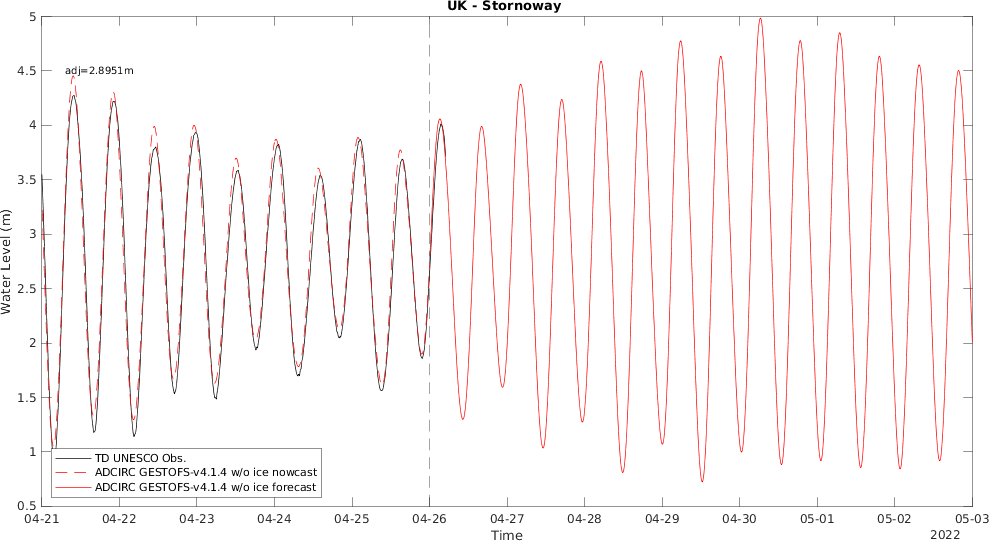 UK - Stornoway
adj=2.8951m
5
4.5
4
3.5
3
2.5
2
1.5
1
0.5
Water Level (m)
TD UNESCO Obs.
ADCIRC GESTOFS-v4.1.4 w/o ice nowcast
ADCIRC GESTOFS-v4.1.4 w/o ice forecast
04-21 04-22 04-23 04-24 04-25 04-26 04-27 04-28 04-29 04-30 05-01 05-02 05-03
Time
2022